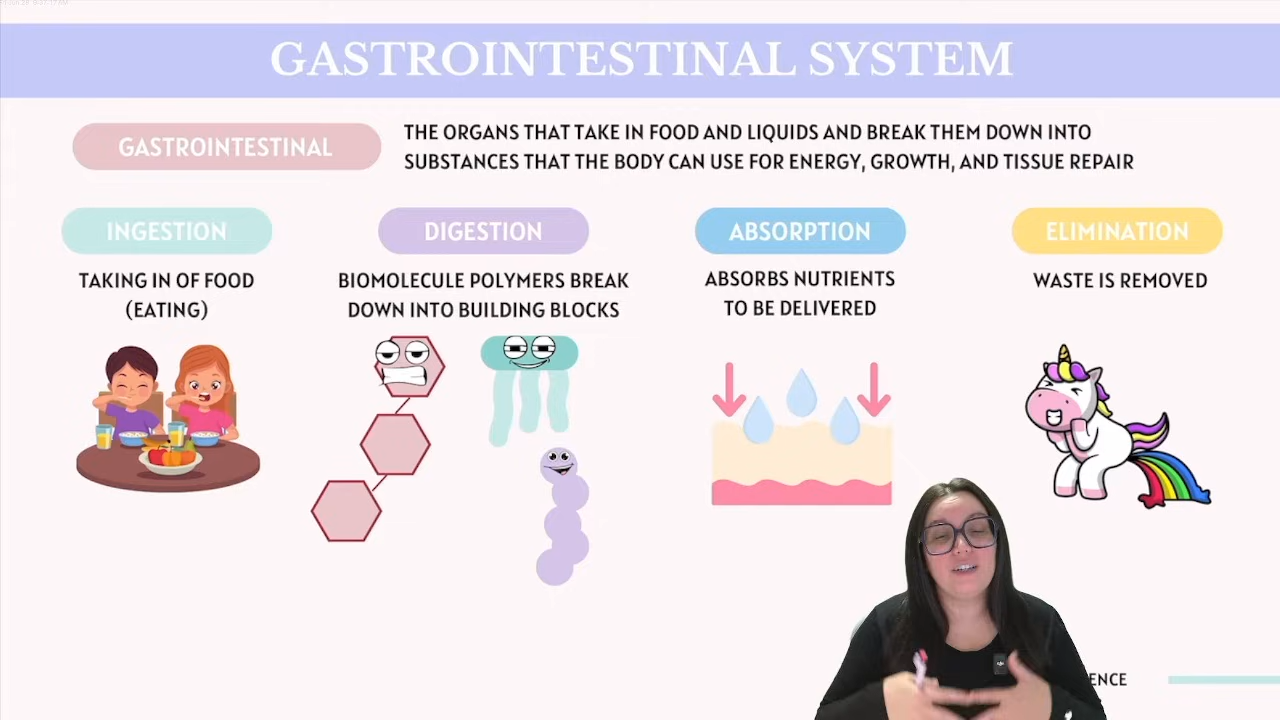 GASTROINTESTINAL SYSTEM
GASTROINTESTINAL
THE ORGANS THAT TAKE IN FOOD AND LIQUIDS AND BREAK THEM DOWN INTO
SUBSTANCES THAT THE BODY CAN USE FOR ENERGY, GROWTH, AND TISSUE REPAIR
INGESTION
TAKING IN OF FOOD
(EATING)
DIGESTION
BIOMOLECULE POLYMERS BREAK
DOWN INTO BUILDING BLOCKS
ABSORPTION
ABSORBS NUTRIENTS
TO BE DELIVERED
ELIMINATION
WASTE IS REMOVED